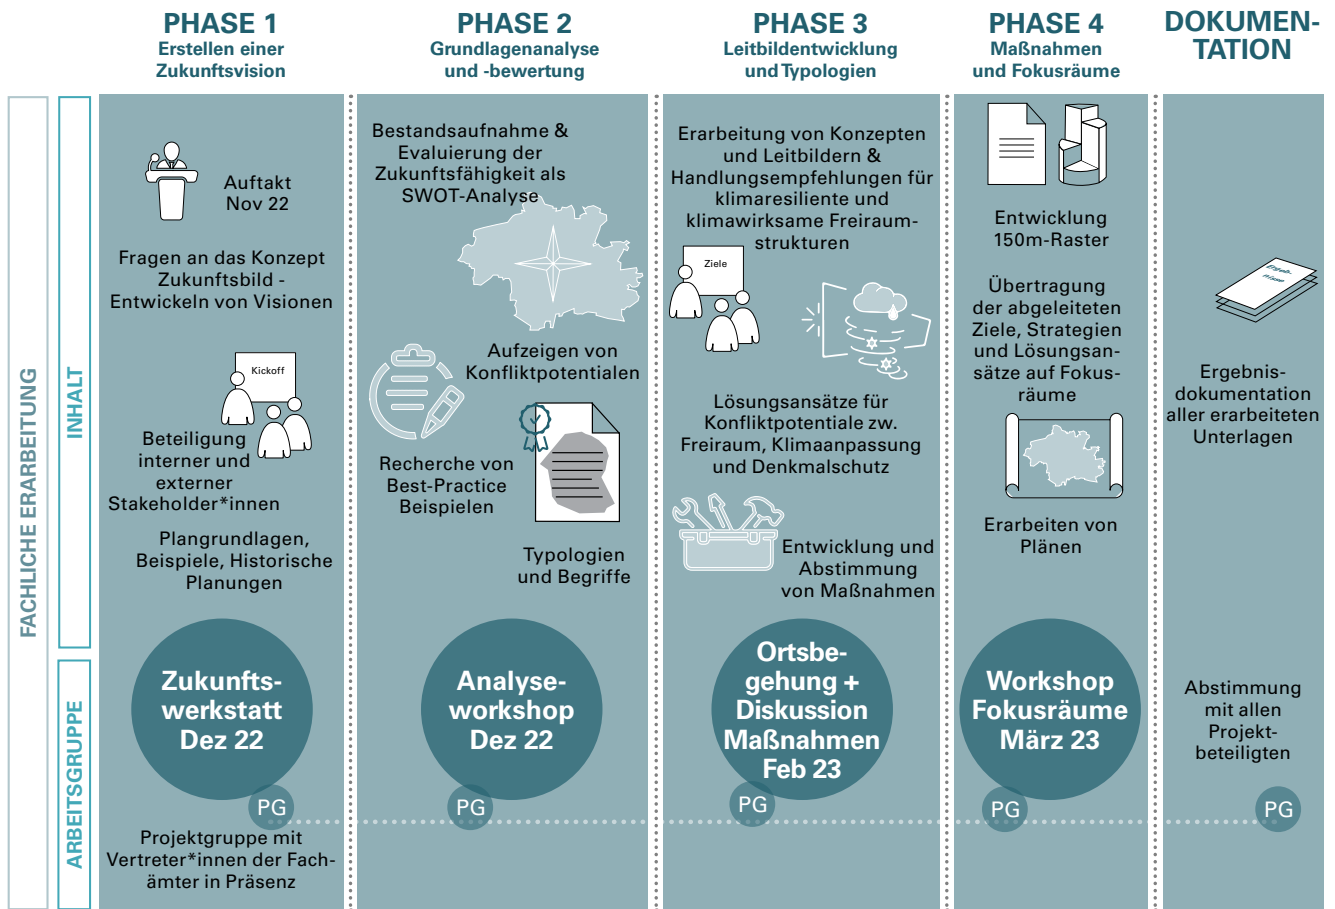 PHASE 1
Erstellen einer
Zukunftsvision
PHASE 2
Grundlagenanalyse
und -bewertung
PHASE 3
Leitbildentwicklung
und Typologien
PHASE 4
Maßnahmen
und Fokusräume
DOKUMEN-
TATION
FACHLICHE ERARBEITUNG
INHALT
ARBEITSGRUPPE
Auftakt
Nov 22
Fragen an das Konzept
Zukunftsbild -
Entwickeln von Visionen
Kickoff
Beteiligung
interner und
externer
Stakeholder*innen
Plangrundlagen,
Beispiele, Historische
Planungen
Zukunfts-
werkstatt
Dez 22
PG
Projektgruppe mit
Vertreter*innen der Fach-
ämter in Präsenz
Bestandsaufnahme &
Evaluierung der
Zukunftsfähigkeit als
SWOT-Analyse
Aufzeigen von
Konfliktpotentialen
Recherche von
Best-Practice
Beispielen
Typologien
und Begriffe
Analyse-
workshop
Dez 22
PG
Erarbeitung von Konzepten
und Leitbildern &
Handlungsempfehlungen für
klimaresiliente und
klimawirksame Freiraum-
strukturen
Ziele
Lösungsansätze für
Konfliktpotentiale zw.
Freiraum, Klimaanpassung
und Denkmalschutz
Entwicklung und
Abstimmung
von Maßnahmen
Ortsbe-
gehung +
Diskussion
Maßnahmen
Feb 23
PG
Entwicklung
150m-Raster
Übertragung
der abgeleiteten
Ziele, Strategien
und Lösungsan-
sätze auf Fokus-
räume
Erarbeiten von
Plänen
Workshop
Fokusräume
März 23
PG
Ergeb-
nisse
Ergebnis-
dokumentation
aller erarbeiteten
Unterlagen
Abstimmung
mit allen
Projekt-
beteiligten
PG